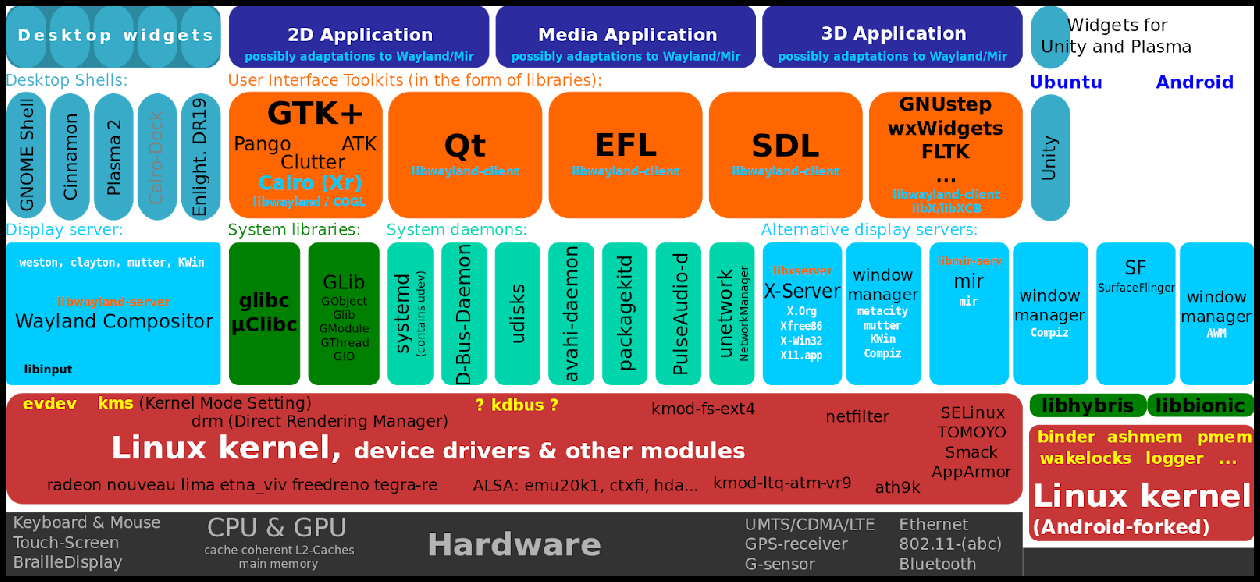 Desktop widgets
2D Application
possibly adaptations to Wayland/Mir
Media Application
possibly adaptations to Wayland/Mir
3D Application
possibly adaptations to Wayland/Mir
Widgets for
Unity and Plasma
Desktop Shells:
User Interface Toolkits (in the form of libraries):
Ubuntu
Android
GNOME Shell
Cinnamon
Plasma 2
Cairo-Dock
Enlight. DR19
GTK+
Pango
ATK
Clutter
Cairo (Xr)
libwayland / COGL
Qt
libwayland-client
EFL
libwayland-client
SDL
libwayland-client
GNUstep
wxWidgets
FLTK
...
libwayland-client
libX/libXCB
Unity
Display server:
System libraries:
System daemons:
Alternative display servers:
weston, clayton, mutter, KWin
libwayland-server
Wayland Compositor
libinput
glibc
µClibc
GLib
GObject
Glib
GModule
GThread
GIO
systemd
(contains udev)
D-Bus-Daemon
udisks
avahi-daemon
packagekitd
PulseAudio-d
unetwork
NetworkManager
libxserver
X-Server
X.Org
Xfree86
X-Win32
X11.app
window
manager
metacity
mutter
KWin
Compiz
libmir-serv
mir
mir
window
manager
Compiz
SF
SurfaceFlinger
window
manager
AWM
evdev
kms (Kernel Mode Setting)
drm (Direct Rendering Manager)
? kdbus ?
kmod-fs-ext4
netfilter
SELinux
TOMOYO
Smack
AppArmor
Linux kernel, device drivers & other modules
radeon nouveau lima etna_viv freedreno tegra-re
ALSA: emu20k1, ctxfi, hda...
kmod-ltq-atm-vr9
ath9k
libhybris
libbionic
binder ashmem pmem
wakelocks logger ...
Linux kernel
(Android-forked)
Keyboard & Mouse
Touch-Screen
BrailleDisplay
CPU & GPU
cache coherent L2-Caches
main memory
Hardware
UMTS/CDMA/LTE
GPS-receiver
G-sensor
Ethernet
802.11-(abc)
Bluetooth